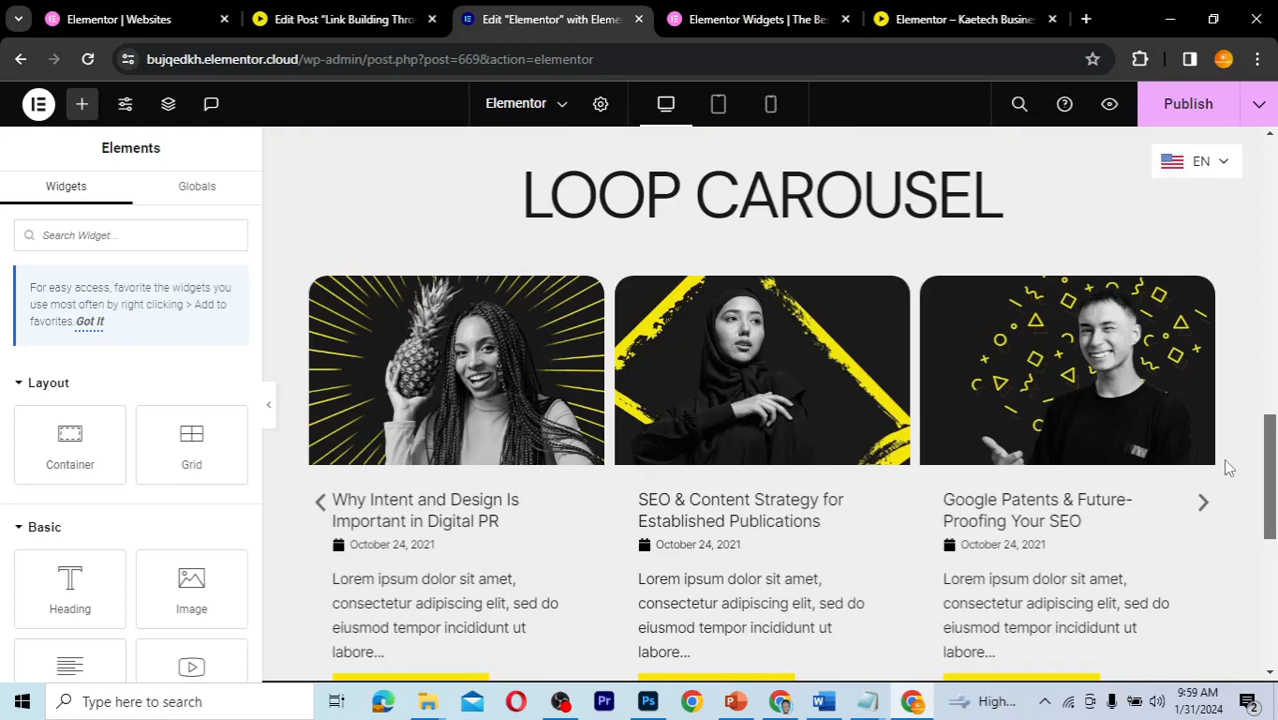 Elementor | Websites
Edit Post "Link Building Thro
Edit "Elementor" with Eleme
Elementor Widgets | The Be
Elementor – Kaetech Busine
bujqedkh.elementor.cloud/wp-admin/post.php?post=669&action=elementor
Elementor
Publish
Elements
Widgets
Globals
Search Widget...
For easy access, favorite the widgets you
use most often by right clicking > Add to
favorites. Got It
Layout
Container
Grid
Basic
Heading
Image
EN
LOOP CAROUSEL
Why Intent and Design Is
Important in Digital PR
October 24, 2021
Lorem ipsum dolor sit amet,
consectetur adipiscing elit, sed do
eiusmod tempor incididunt ut
labore...
SEO & Content Strategy for
Established Publications
October 24, 2021
Lorem ipsum dolor sit amet,
consectetur adipiscing elit, sed do
eiusmod tempor incididunt ut
labore...
Google Patents & Future-
Proofing Your SEO
October 24, 2021
Lorem ipsum dolor sit amet,
consectetur adipiscing elit, sed do
eiusmod tempor incididunt ut
labore...
Type here to search
Pr
Ps
High...
9:59 AM
1/31/2024
2